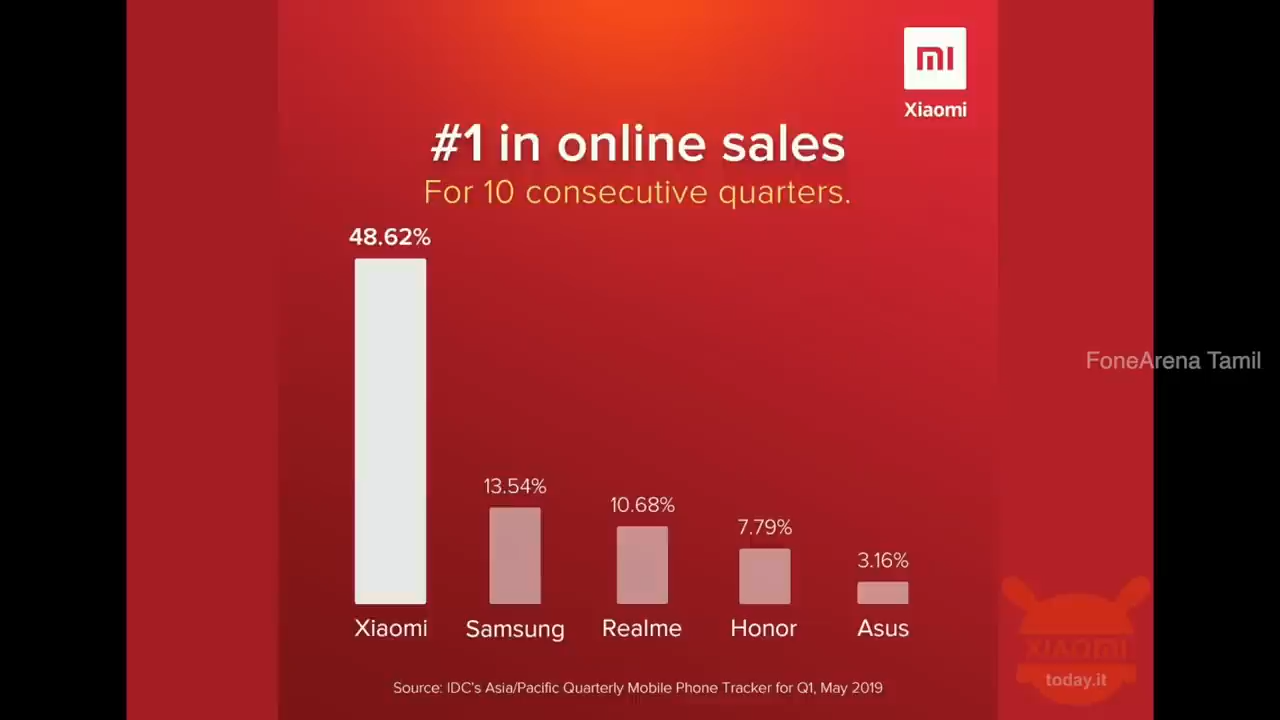 mi
Xiaomi
#1 in online sales
For 10 consecutive quarters.
48.62%
13.54%
10.68%
7.79%
3.16%
Xiaomi
Samsung
Realme
Honor
Asus
Source: IDC's Asia/Pacific Quarterly Mobile Phone Tracker for Q1, May 2019
FoneArena Tamil
XIAOMI
today.it